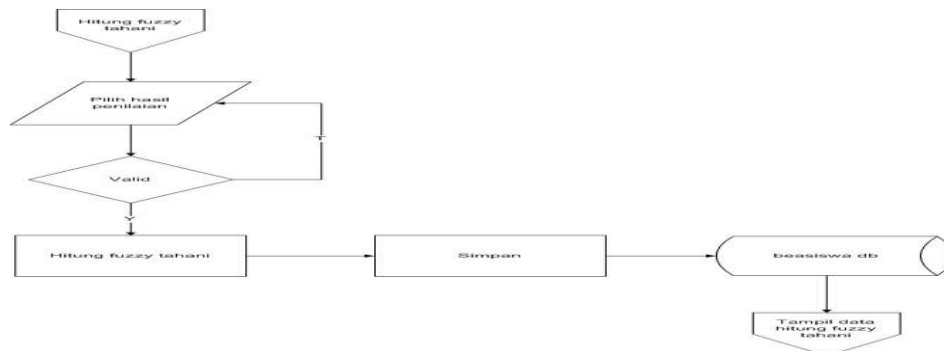 Hitung fuzzy
tahani
Pilih hasil
penilaian
T
Valid
Y
Hitung fuzzy tahani
Simpan
beasiswa db
Tampil data
hitung fuzzy
tahani